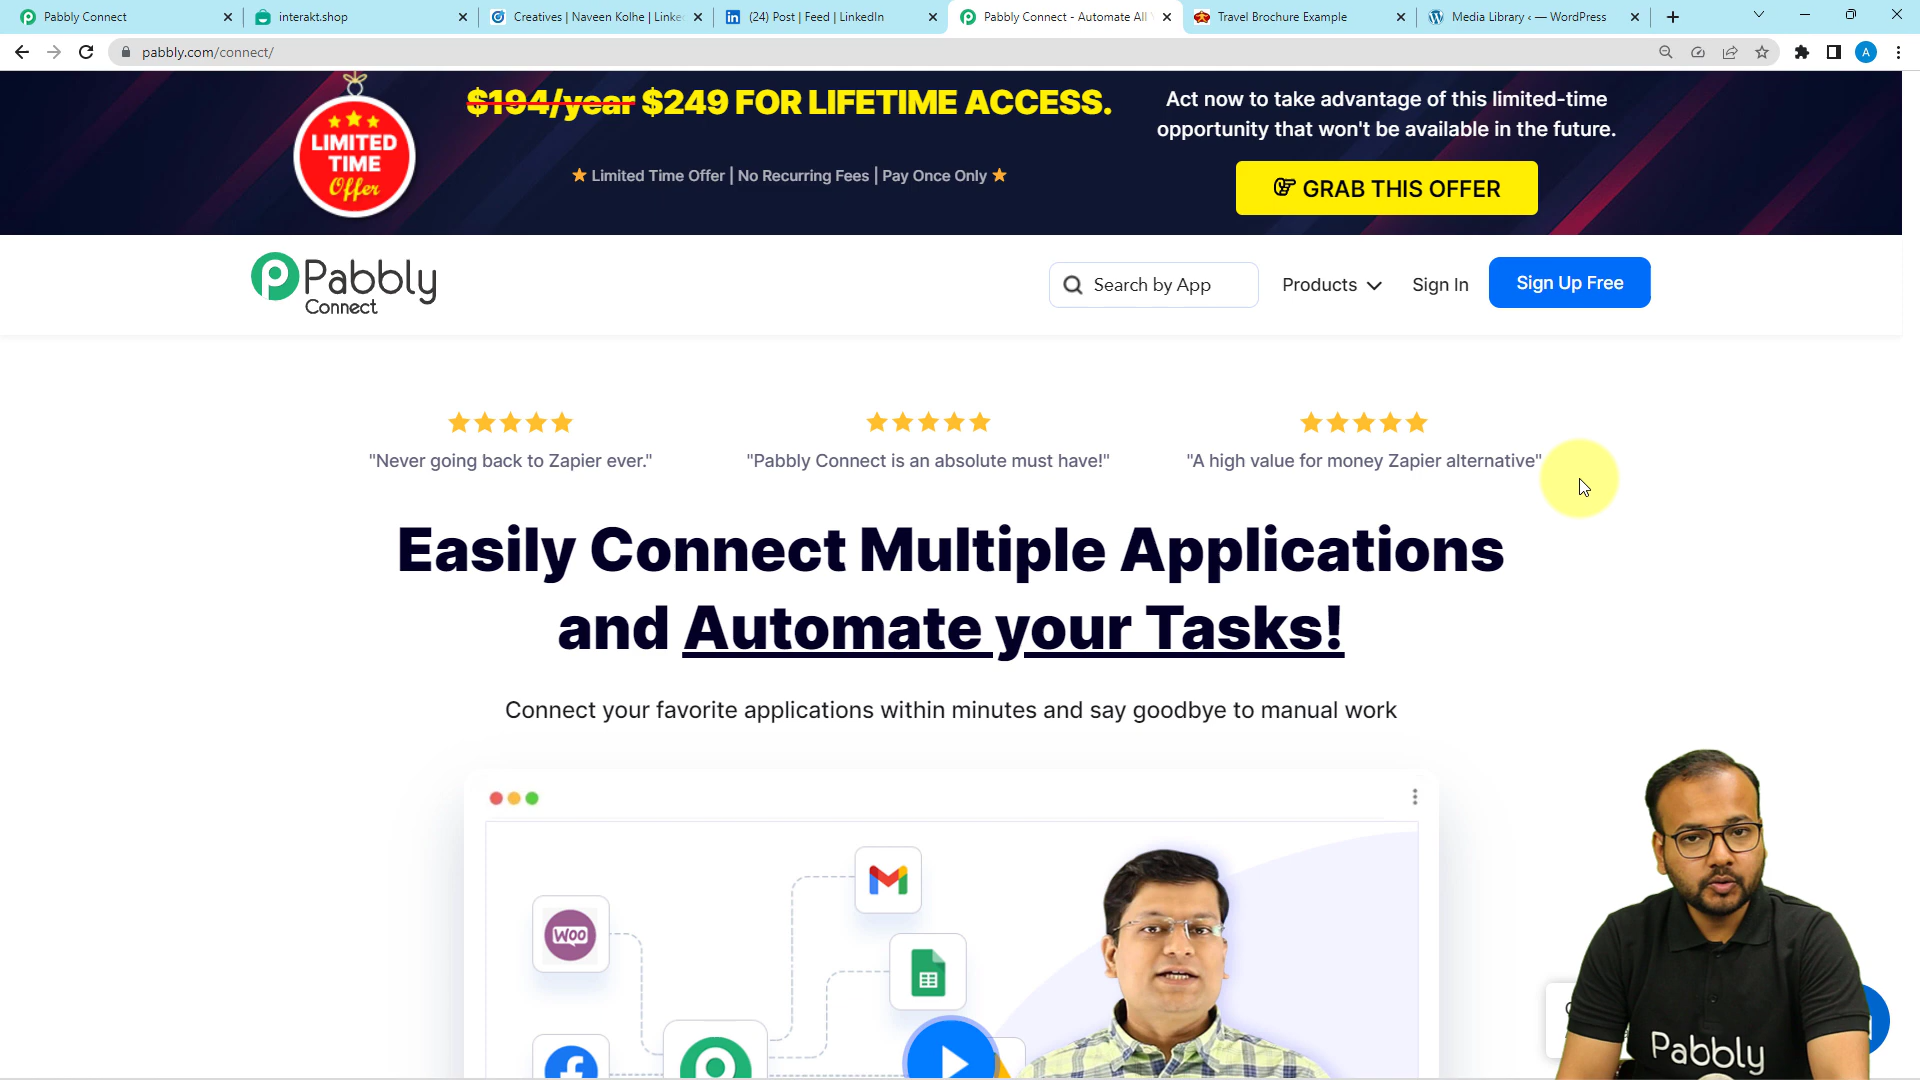 Pabbly Connect
interakt.shop
Creatives | Naveen Kolhe | Linke
(24) Post | Feed | LinkedIn
Pabbly Connect - Automate All
Travel Brochure Example
Media Library ‹ — WordPress
pabbly.com/connect/
A
LIMITED
TIME
Offer
$194/year $249 FOR LIFETIME ACCESS.
Limited Time Offer | No Recurring Fees | Pay Once Only
Act now to take advantage of this limited-time
opportunity that won't be available in the future.
GRAB THIS OFFER
Pabbly
Connect
Search by App
Products
Sign In
Sign Up Free
"Never going back to Zapier ever."
"Pabbly Connect is an absolute must have!"
"A high value for money Zapier alternative"
Easily Connect Multiple Applications
and Automate your Tasks!
Connect your favorite applications within minutes and say goodbye to manual work
WOO
Pabbly